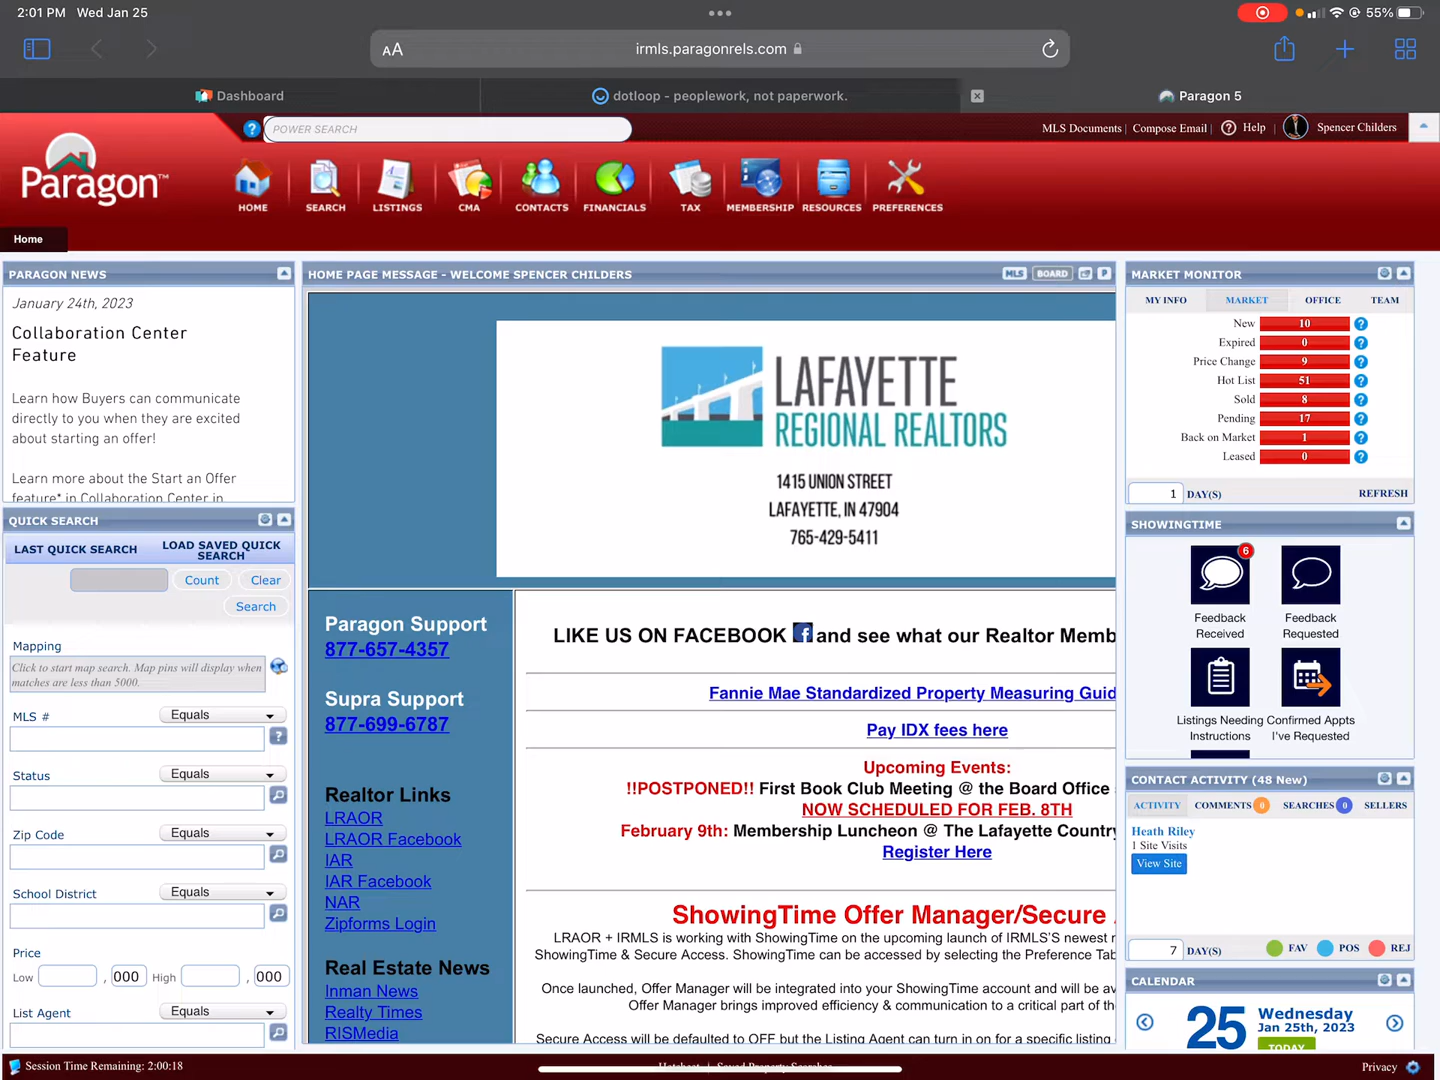 2:01 PM Wed Jan 25
55%
AA
irmls.paragonrels.com
Dashboard
dotloop - peoplework, not paperwork.
Paragon 5
POWER SEARCH
MLS Documents | Compose Email | Help | Spencer Childers
Paragon™
HOME
SEARCH
LISTINGS
CMA
CONTACTS
FINANCIALS
TAX
MEMBERSHIP
RESOURCES
PREFERENCES
Home
PARAGON NEWS
January 24th, 2023
Collaboration Center
Feature
Learn how Buyers can communicate
directly to you when they are excited
about starting an offer!
Learn more about the Start an Offer
feature* in Collaboration Center in
QUICK SEARCH
LAST QUICK SEARCH
LOAD SAVED QUICK
SEARCH
Count
Clear
Search
Mapping
Click to start map search. Map pins will display when
matches are less than 5000.
MLS # Equals
Status Equals
Zip Code Equals
School District Equals
Price
Low , 000 High , 000
List Agent Equals
HOME PAGE MESSAGE - WELCOME SPENCER CHILDERS
MLS
BOARD
P
LAFAYETTE
REGIONAL REALTORS
1415 UNION STREET
LAFAYETTE, IN 47904
765-429-5411
Paragon Support
877-657-4357
Supra Support
877-699-6787
Realtor Links
LRAOR
LRAOR Facebook
IAR
IAR Facebook
NAR
Zipforms Login
Real Estate News
Inman News
Realty Times
RISMedia
LIKE US ON FACEBOOK f and see what our Realtor Memb
Fannie Mae Standardized Property Measuring Guid
Pay IDX fees here
Upcoming Events:
!!POSTPONED!! First Book Club Meeting @ the Board Office
NOW SCHEDULED FOR FEB. 8TH
February 9th: Membership Luncheon @ The Lafayette Country
Register Here
ShowingTime Offer Manager/Secure
LRAOR + IRMLS is working with ShowingTime on the upcoming launch of IRMLS'S newest
ShowingTime & Secure Access. ShowingTime can be accessed by selecting the Preference Tab
Once launched, Offer Manager will be integrated into your ShowingTime account and will be av
Offer Manager brings improved efficiency & communication to a critical part of the
Secure Access will be defaulted to OFF but the Listing Agent can turn in on for a specific listing
MARKET MONITOR
MY INFO
MARKET
OFFICE
TEAM
New 10
Expired 0
Price Change 9
Hot List 51
Sold 8
Pending 17
Back on Market 1
Leased 0
1 DAY(S)
REFRESH
SHOWINGTIME
6
Feedback
Received
Feedback
Requested
Listings Needing
Instructions
Confirmed Appts
I've Requested
CONTACT ACTIVITY (48 New)
ACTIVITY
COMMENTS 0
SEARCHES 0
SELLERS
Heath Riley
1 Site Visits
View Site
7 DAY(S)
FAV
POS
REJ
CALENDAR
25
Wednesday
Jan 25th, 2023
TODAY
Session Time Remaining: 2:00:18
Hotsheet | Saved Property Searches
Privacy